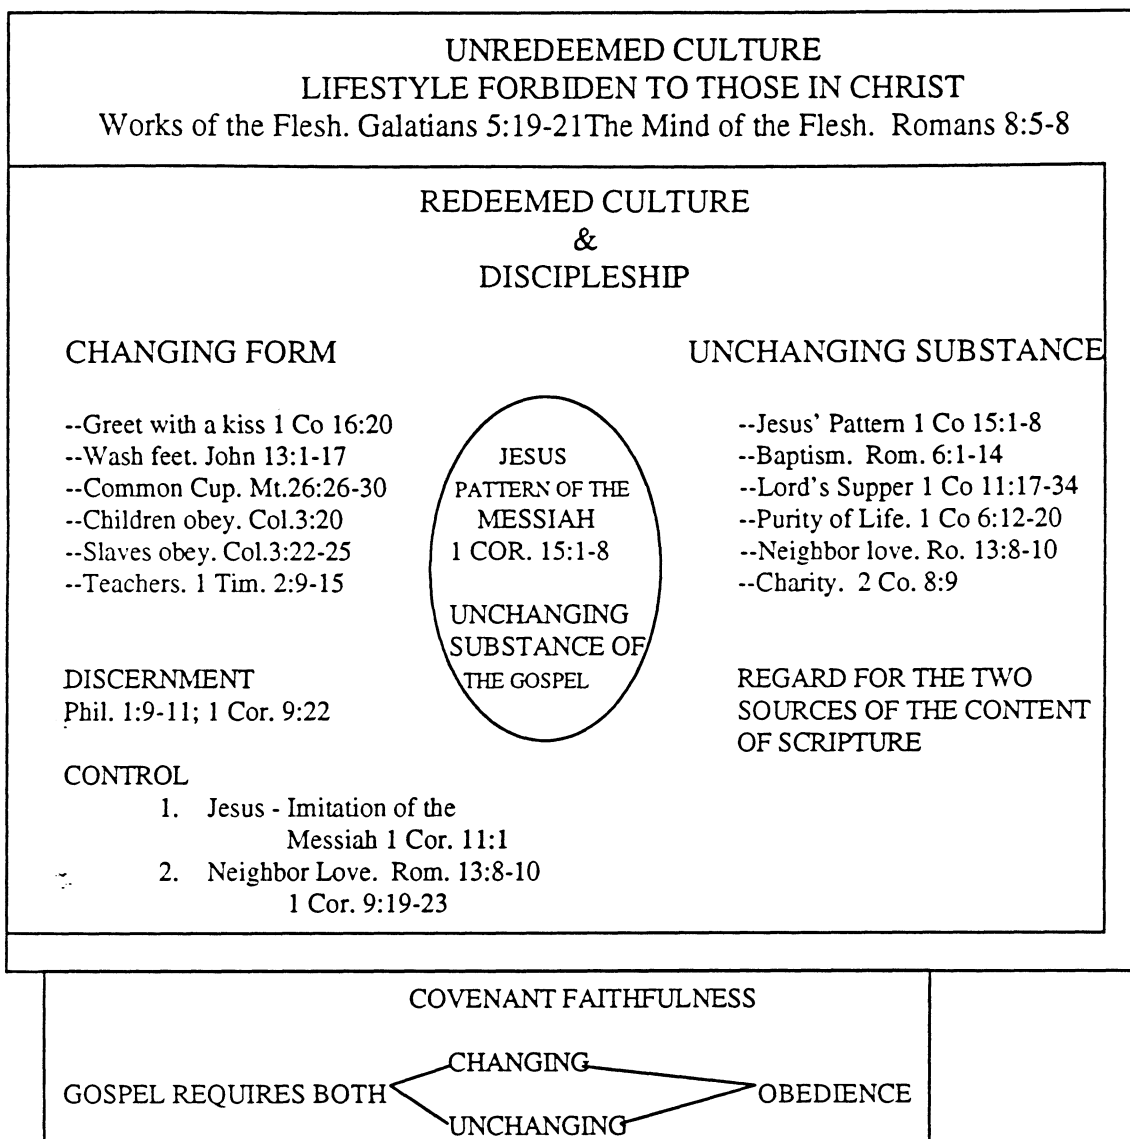 UNREDEEMED CULTURE
LIFESTYLE FORBIDEN TO THOSE IN CHRIST
Works of the Flesh. Galatians 5:19-21The Mind of the Flesh. Romans 8:5-8
REDEEMED CULTURE
&
DISCIPLESHIP
CHANGING FORM
--Greet with a kiss 1 Co 16:20
--Wash feet. John 13:1-17
--Common Cup. Mt.26:26-30
--Children obey. Col.3:20
--Slaves obey. Col.3:22-25
--Teachers. 1 Tim. 2:9-15
DISCERNMENT
Phil. 1:9-11; 1 Cor. 9:22
CONTROL
1. Jesus - Imitation of the
Messiah 1 Cor. 11:1
2. Neighbor Love. Rom. 13:8-10
1 Cor. 9:19-23
JESUS
PATTERN OF THE
MESSIAH
1 COR. 15:1-8
UNCHANGING
SUBSTANCE OF
THE GOSPEL
UNCHANGING SUBSTANCE
--Jesus' Pattern 1 Co 15:1-8
--Baptism. Rom. 6:1-14
--Lord's Supper 1 Co 11:17-34
--Purity of Life. 1 Co 6:12-20
--Neighbor love. Ro. 13:8-10
--Charity. 2 Co. 8:9
REGARD FOR THE TWO
SOURCES OF THE CONTENT
OF SCRIPTURE
COVENANT FAITHFULNESS
CHANGING
GOSPEL REQUIRES BOTH OBEDIENCE
UNCHANGING